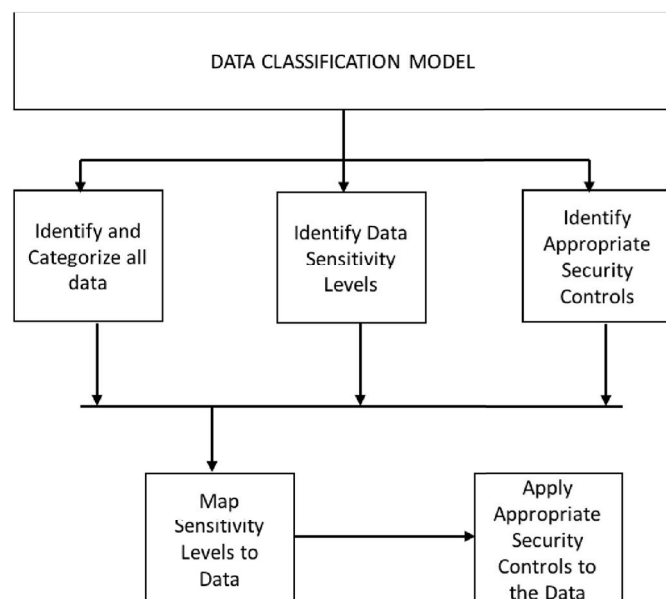 DATA CLASSIFICATION MODEL
Identify and
Categorize all
data
Identify Data
Sensitivity
Levels
Identify
Appropriate
Security
Controls
Map
Sensitivity
Levels to
Data
Apply
Appropriate
Security
Controls to
the Data